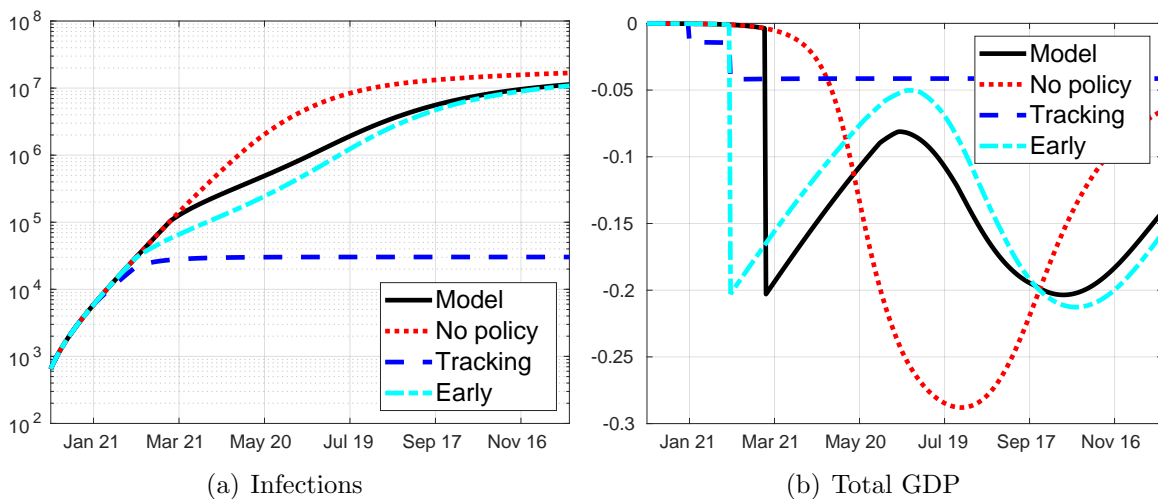 10^8
10^7
10^6
10^5
10^4
10^3
10^2
Jan 21 Mar 21 May 20 Jul 19 Sep 17 Nov 16
Model
No policy
Tracking
Early
(a) Infections
0
-0.05
-0.1
-0.15
-0.2
-0.25
-0.3
Jan 21 Mar 21 May 20 Jul 19 Sep 17 Nov 16
Model
No policy
Tracking
Early
(b) Total GDP